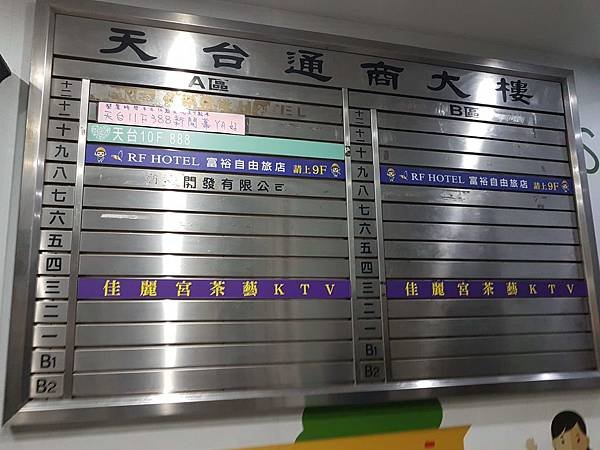 天台通商大樓
A區
B區
十二
十一
天台11F 388新開幕YA好
十
天台10F 888
九
RF HOTEL 富裕自由旅店 請上9F
八
開發有限公司
七
六
五
四
三
佳麗宮茶藝KTV
二
一
B1
B2
十二
十一
十
九
八
RF HOTEL 富裕自由旅店 請上9F
七
六
五
四
三
佳麗宮茶藝KTV
二
一
B1
B2